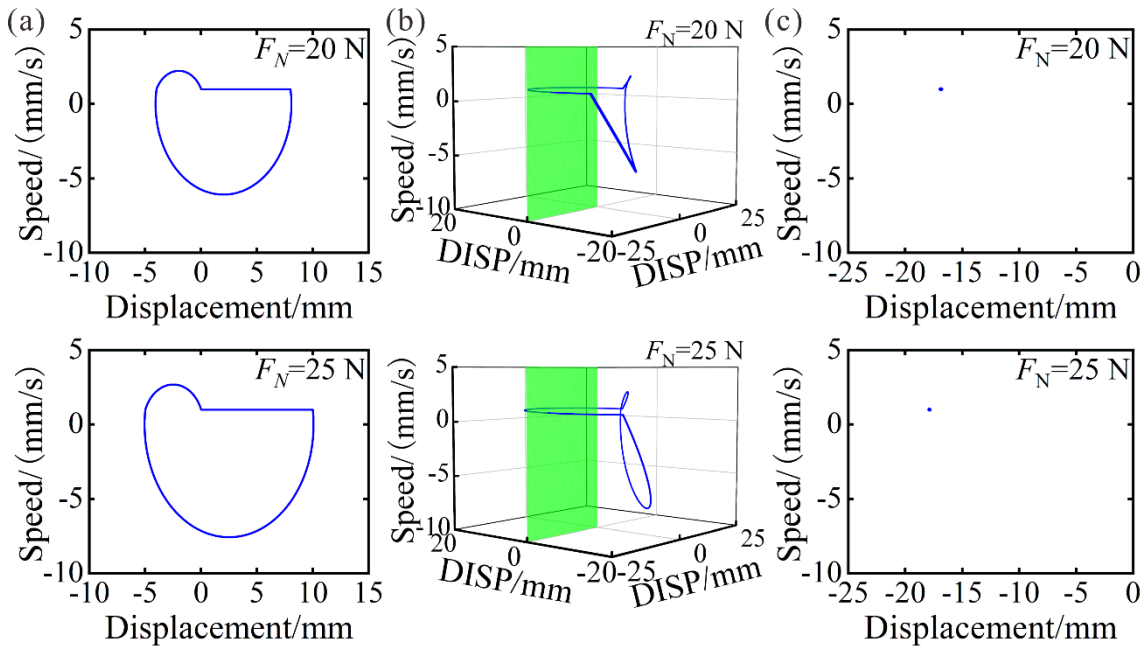 (a)
F_N=20 N
Speed/(mm/s)
5
0
-5
-10
-10 -5 0 5 10 15
Displacement/mm
(b)
F_N=20 N
Speed/(mm/s)
5
0
-5
-10
20 0 -20
DISP/mm
-25 0 25
DISP/mm
(c)
F_N=20 N
Speed/(mm/s)
5
0
-5
-10
-25 -20 -15 -10 -5 0
Displacement/mm
F_N=25 N
Speed/(mm/s)
5
0
-5
-10
-10 -5 0 5 10 15
Displacement/mm
F_N=25 N
Speed/(mm/s)
5
0
-5
-10
20 0 -20
DISP/mm
-25 0 25
DISP/mm
F_N=25 N
Speed/(mm/s)
5
0
-5
-10
-25 -20 -15 -10 -5 0
Displacement/mm